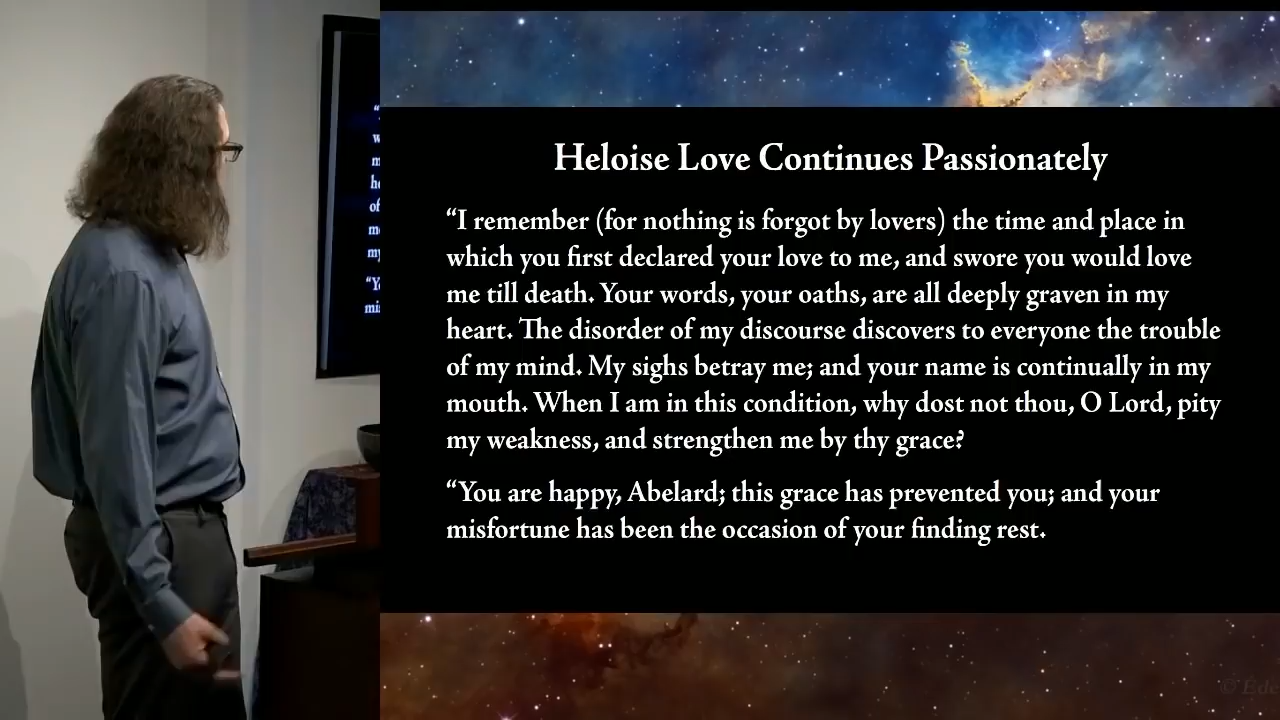 Heloise Love Continues Passionately
“I remember (for nothing is forgot by lovers) the time and place in
which you first declared your love to me, and swore you would love
me till death. Your words, your oaths, are all deeply graven in my
heart. The disorder of my discourse discovers to everyone the trouble
of my mind. My sighs betray me; and your name is continually in my
mouth. When I am in this condition, why dost not thou, O Lord, pity
my weakness, and strengthen me by thy grace?
“You are happy, Abelard; this grace has prevented you; and your
misfortune has been the occasion of your finding rest.